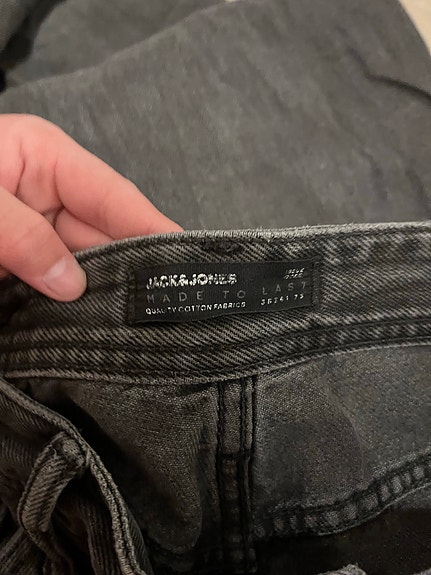 JACK&JONES
MADE TO LAST
QUALITY COTTON FABRICS